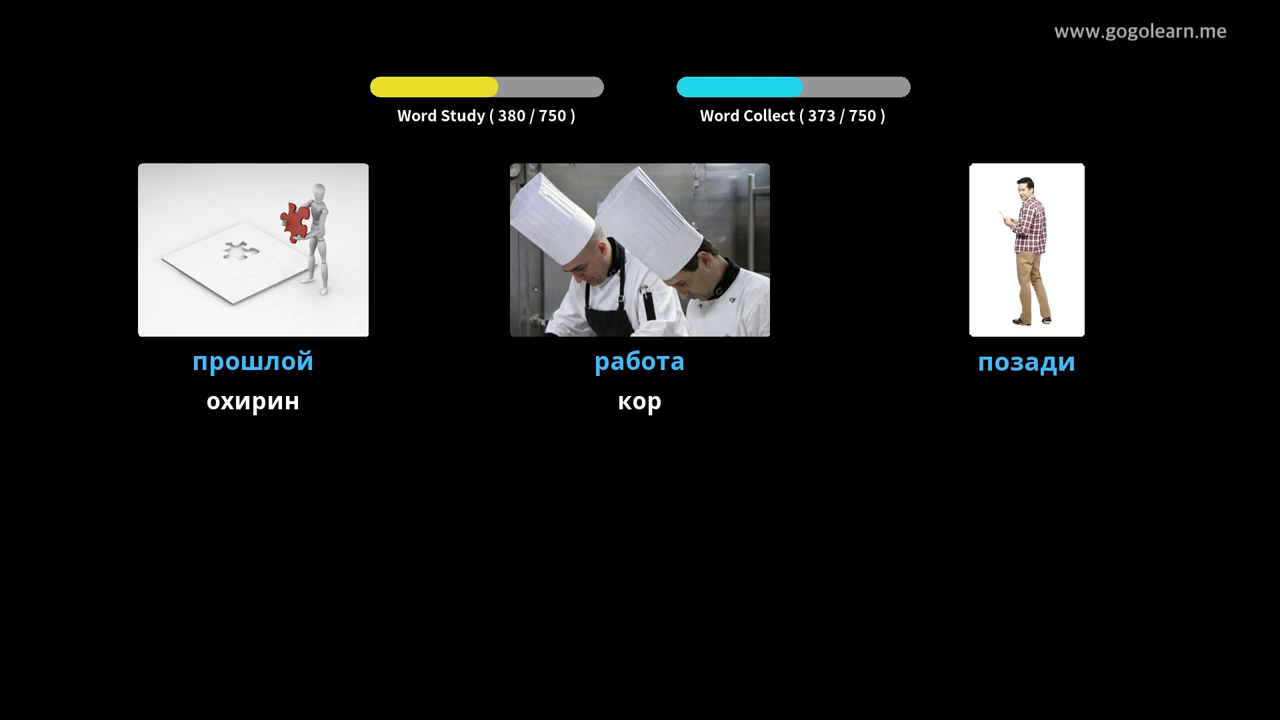 www.gogolearn.me
Word Study ( 380 / 750 )
Word Collect ( 373 / 750 )
прошлой
работа
позади
охирин
кор